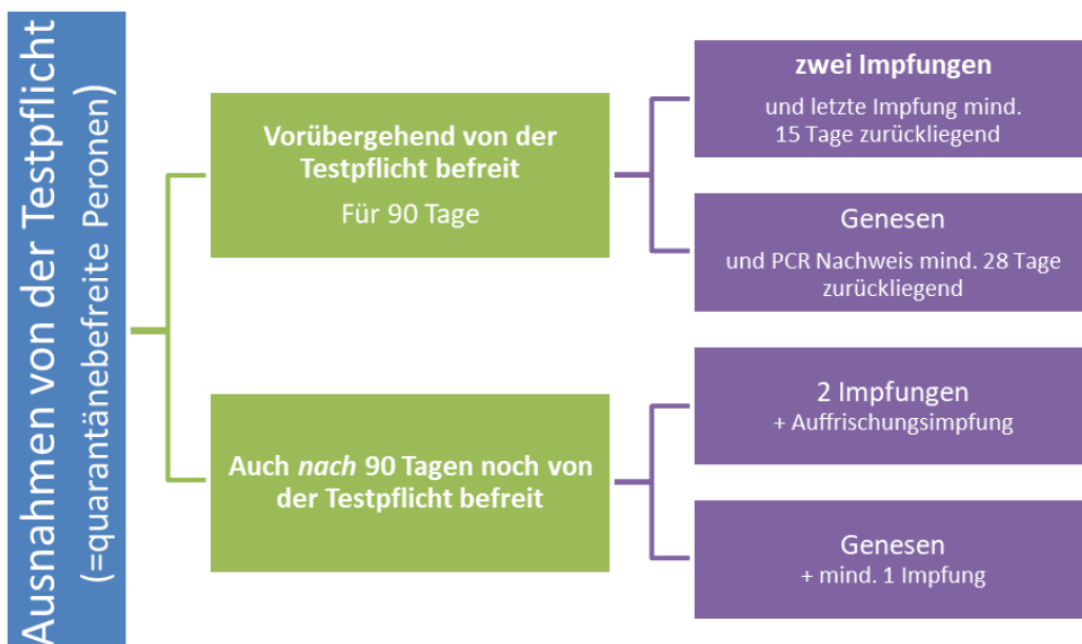 Ausnahmen von der Testpflicht
(=quarantänebefreite Peronen)
Vorübergehend von der
Testpflicht befreit
Für 90 Tage
zwei Impfungen
und letzte Impfung mind.
15 Tage zurückliegend
Genesen
und PCR Nachweis mind. 28 Tage
zurückliegend
Auch nach 90 Tagen noch von
der Testpflicht befreit
2 Impfungen
+ Auffrischungsimpfung
Genesen
+ mind. 1 Impfung